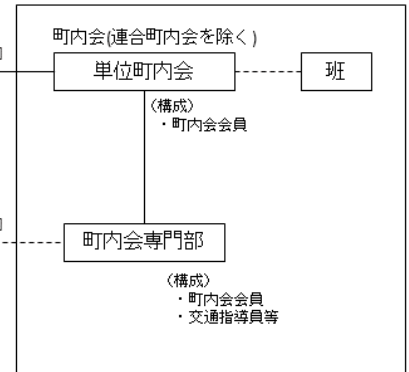 町内会(連合町内会を除く)
単位町内会
班
(構成)
・町内会会員
町内会専門部
(構成)
・町内会会員
・交通指導員等